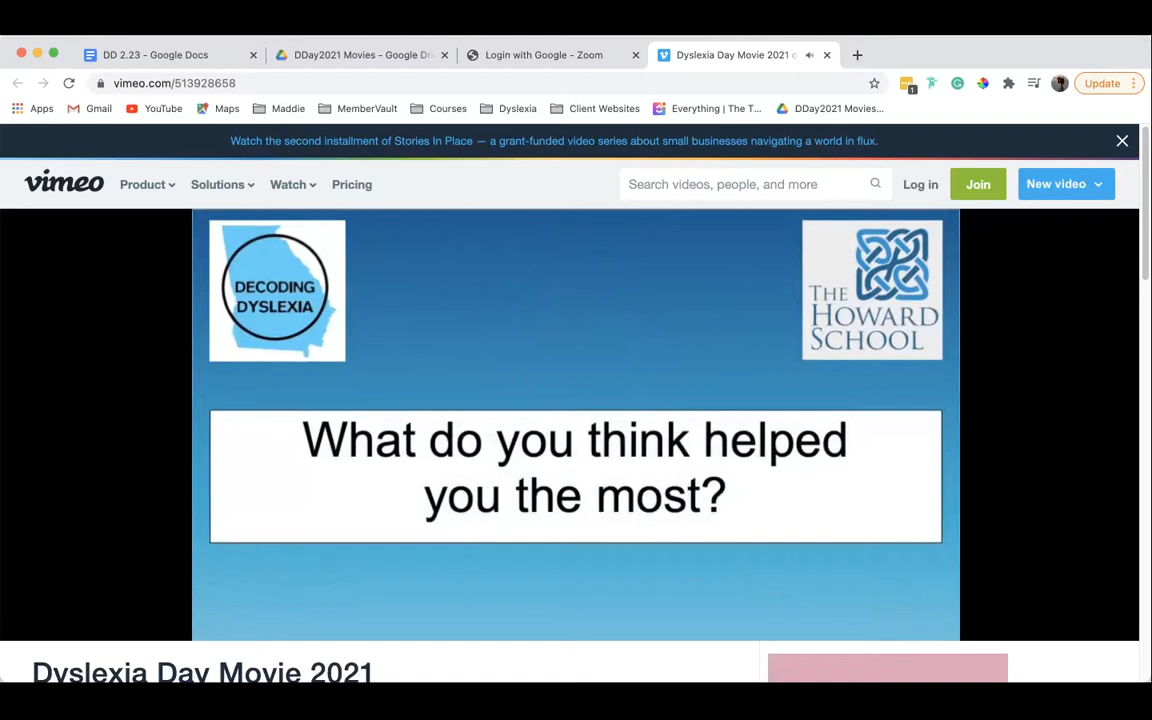 DD 2.23 - Google Docs
DDay2021 Movies - Google Dr
Login with Google - Zoom
Dyslexia Day Movie 2021 o
vimeo.com/513928658
1
Update
Apps
Gmail
YouTube
Maps
Maddie
MemberVault
Courses
Dyslexia
Client Websites
Everything | The T...
DDay2021 Movies...
Watch the second installment of Stories In Place — a grant-funded video series about small businesses navigating a world in flux.
vimeo
Product
Solutions
Watch
Pricing
Search videos, people, and more
Log in
Join
New video
DECODING
DYSLEXIA
THE
HOWARD
SCHOOL
What do you think helped
you the most?
Dyslexia Day Movie 2021